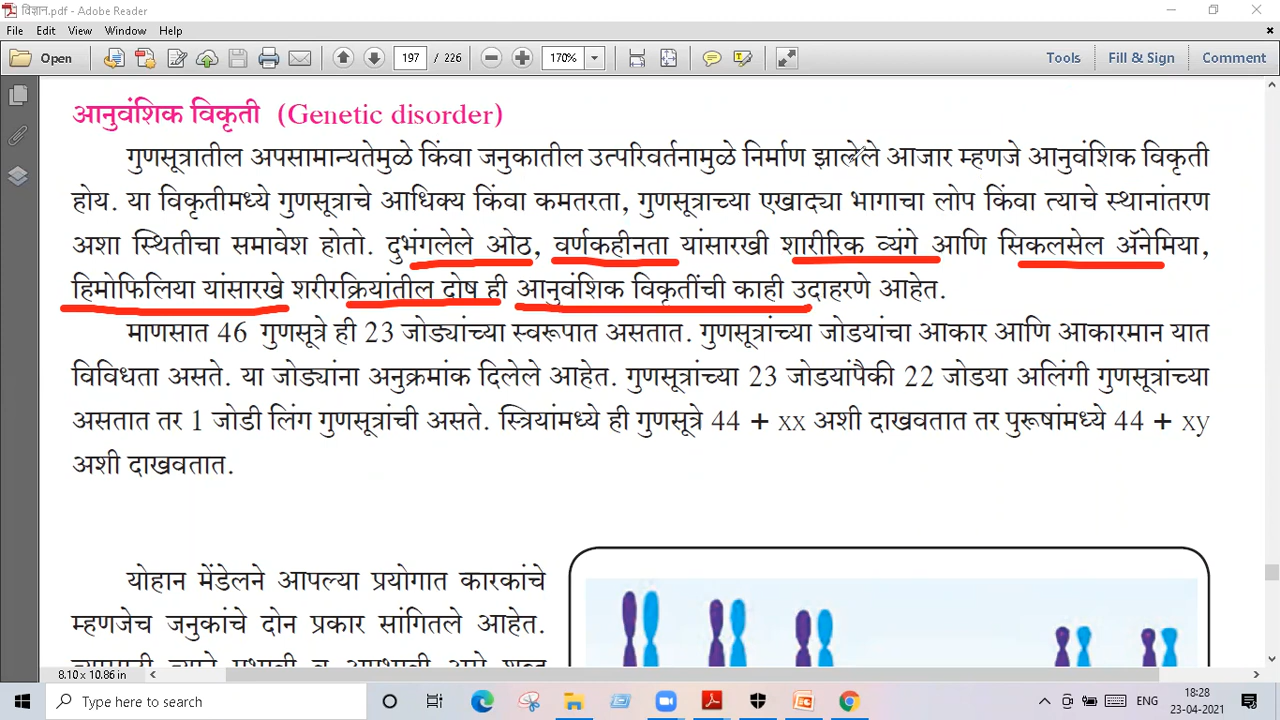 विज्ञान.pdf - Adobe Reader
File Edit View Window Help
Open 197 / 226 170% Tools Fill & Sign Comment
आनुवंशिक विकृती (Genetic disorder)
गुणसूत्रातील अपसामान्यतेमुळे किंवा जनुकातील उत्परिवर्तनामुळे निर्माण झालेले आजार म्हणजे आनुवंशिक विकृती
होय. या विकृतीमध्ये गुणसूत्राचे आधिक्य किंवा कमतरता, गुणसूत्राच्या एखाद्या भागाचा लोप किंवा त्याचे स्थानांतरण
अशा स्थितीचा समावेश होतो. दुभंगलेले ओठ, वर्णकहीनता यांसारखी शारीरिक व्यंगे आणि सिकलसेल ॲनेमिया,
हिमोफिलिया यांसारखे शरीरक्रियांतील दोष ही आनुवंशिक विकृतींची काही उदाहरणे आहेत.
माणसात 46 गुणसूत्रे ही 23 जोड्यांच्या स्वरूपात असतात. गुणसूत्रांच्या जोडयांचा आकार आणि आकारमान यात
विविधता असते. या जोड्यांना अनुक्रमांक दिलेले आहेत. गुणसूत्रांच्या 23 जोडयांपैकी 22 जोडया अलिंगी गुणसूत्रांच्या
असतात तर 1 जोडी लिंग गुणसूत्रांची असते. स्त्रियांमध्ये ही गुणसूत्रे 44 + xx अशी दाखवतात तर पुरूषांमध्ये 44 + xy
अशी दाखवतात.
योहान मेंडेलने आपल्या प्रयोगात कारकांचे
म्हणजेच जनुकांचे दोन प्रकार सांगितले आहेत.
8.10 x 10.86 in
Type here to search
ENG
18:28
23-04-2021